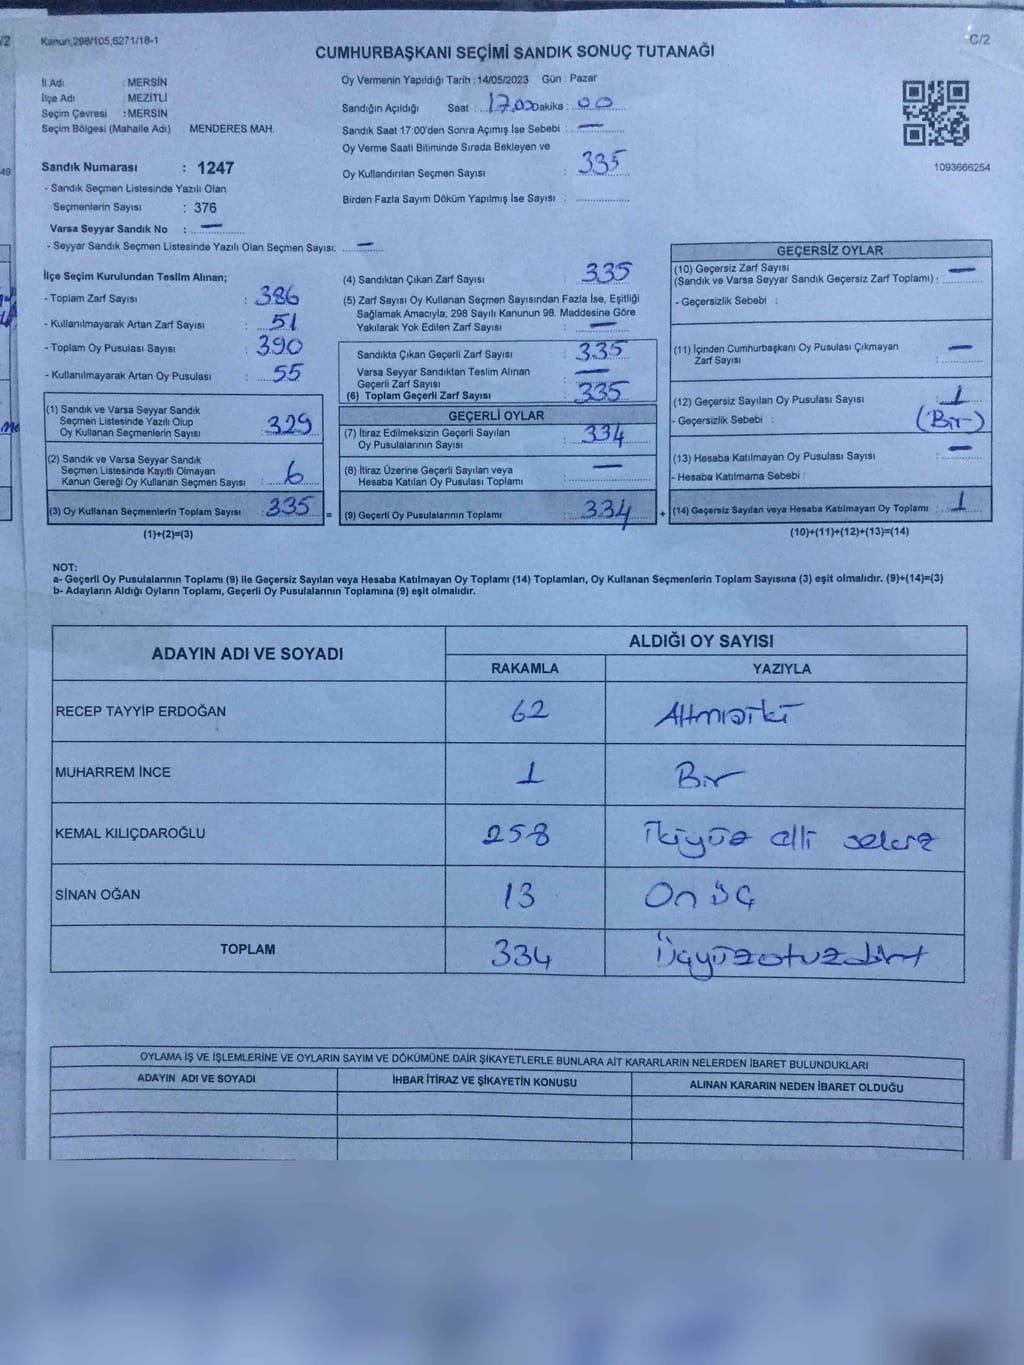 Kanun,298/105,6271/18-1
C/2
/2
CUMHURBAŞKANI SEÇİMİ SANDIK SONUÇ TUTANAĞI
İl Adı : MERSİN
İlçe Adı : MEZİTLİ
Seçim Çevresi : MERSİN
Seçim Bölgesi (Mahalle Adı) : MENDERES MAH.
Oy Vermenin Yapıldığı Tarih : 14/05/2023 Gün : Pazar
Sandığın Açıldığı Saat : 17.00 Dakika : 00
Sandık Saat 17:00'den Sonra Açımış İse Sebebi : —
Oy Verme Saati Bitiminde Sırada Bekleyen ve
Oy Kullandırılan Seçmen Sayısı : 335
Birden Fazla Sayım Döküm Yapılmış İse Sayısı :
1093666254
49
Sandık Numarası : 1247
- Sandık Seçmen Listesinde Yazılı Olan
Seçmenlerin Sayısı : 376
Varsa Seyyar Sandık No : —
- Seyyar Sandık Seçmen Listesinde Yazılı Olan Seçmen Sayısı: —
İlçe Seçim Kurulundan Teslim Alınan;
- Toplam Zarf Sayısı : 386
- Kullanılmayarak Artan Zarf Sayısı : 51
- Toplam Oy Pusulası Sayısı : 390
- Kullanılmayarak Artan Oy Pusulası : 55
(1) Sandık ve Varsa Seyyar Sandık
Seçmen Listesinde Yazılı Olup
Oy Kullanan Seçmenlerin Sayısı : 329
(2) Sandık ve Varsa Seyyar Sandık
Seçmen Listesinde Kayıtlı Olmayan
Kanun Gereği Oy Kullanan Seçmen Sayısı : 6
(3) Oy Kullanan Seçmenlerin Toplam Sayısı : 335 =
(1)+(2)=(3)
(4) Sandıktan Çıkan Zarf Sayısı : 335
(5) Zarf Sayısı Oy Kullanan Seçmen Sayısından Fazla İse, Eşitliği
Sağlamak Amacıyla; 298 Sayılı Kanunun 98. Maddesine Göre
Yakılarak Yok Edilen Zarf Sayısı : —
Sandıkta Çıkan Geçerli Zarf Sayısı : 335
Varsa Seyyar Sandıktan Teslim Alınan
Geçerli Zarf Sayısı : —
(6) Toplam Geçerli Zarf Sayısı : 335
GEÇERLİ OYLAR
(7) İtiraz Edilmeksizin Geçerli Sayılan
Oy Pusulalarının Sayısı : 334
(8) İtiraz Üzerine Geçerli Sayılan veya
Hesaba Katılan Oy Pusulası Toplamı : —
(9) Geçerli Oy Pusulalarının Toplamı : 334 +
GEÇERSİZ OYLAR
(10) Geçersiz Zarf Sayısı
(Sandık ve Varsa Seyyar Sandık Geçersiz Zarf Toplamı) : —
- Geçersizlik Sebebi :
(11) İçinden Cumhurbaşkanı Oy Pusulası Çıkmayan
Zarf Sayısı : —
(12) Geçersiz Sayılan Oy Pusulası Sayısı : 1
- Geçersizlik Sebebi : (Bir)
(13) Hesaba Katılmayan Oy Pusulası Sayısı : —
- Hesaba Katılmama Sebebi :
(14) Geçersiz Sayılan veya Hesaba Katılmayan Oy Toplamı : 1
(10)+(11)+(12)+(13)=(14)
NOT:
a- Geçerli Oy Pusulalarının Toplamı (9) ile Geçersiz Sayılan veya Hesaba Katılmayan Oy Toplamı (14) Toplamları, Oy Kullanan Seçmenlerin Toplam Sayısına (3) eşit olmalıdır. (9)+(14)=(3)
b- Adayların Aldığı Oyların Toplamı, Geçerli Oy Pusulalarının Toplamına (9) eşit olmalıdır.
ADAYIN ADI VE SOYADI
ALDIĞI OY SAYISI
RAKAMLA YAZIYLA
RECEP TAYYİP ERDOĞAN 62 Altmışiki
MUHARREM İNCE 1 Bir
KEMAL KILIÇDAROĞLU 258 İkiyüz elli sekiz
SİNAN OĞAN 13 On üç
TOPLAM 334 Üçyüzotuzdört
OYLAMA İŞ VE İŞLEMLERİNE VE OYLARIN SAYIM VE DÖKÜMÜNE DAİR ŞİKAYETLERLE BUNLARA AİT KARARLARIN NELERDEN İBARET BULUNDUKLARI
ADAYIN ADI VE SOYADI İHBAR İTİRAZ VE ŞİKAYETİN KONUSU ALINAN KARARIN NEDEN İBARET OLDUĞU